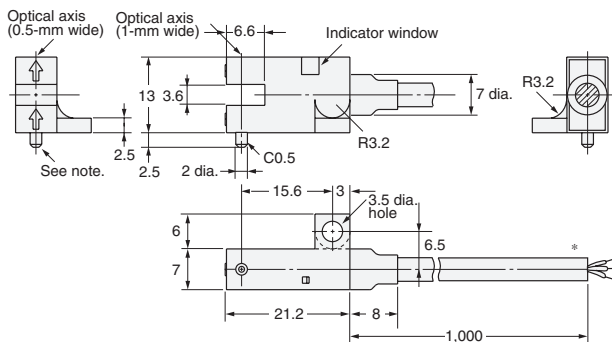 Optical axis
(0.5-mm wide)
Optical axis
(1-mm wide)
6.6
Indicator window
13
3.6
7 dia.
R3.2
R3.2
2.5
2.5
See note.
C0.5
2 dia.
15.6
3
3.5 dia.
hole
6
6.5
7
*
21.2
8
1,000